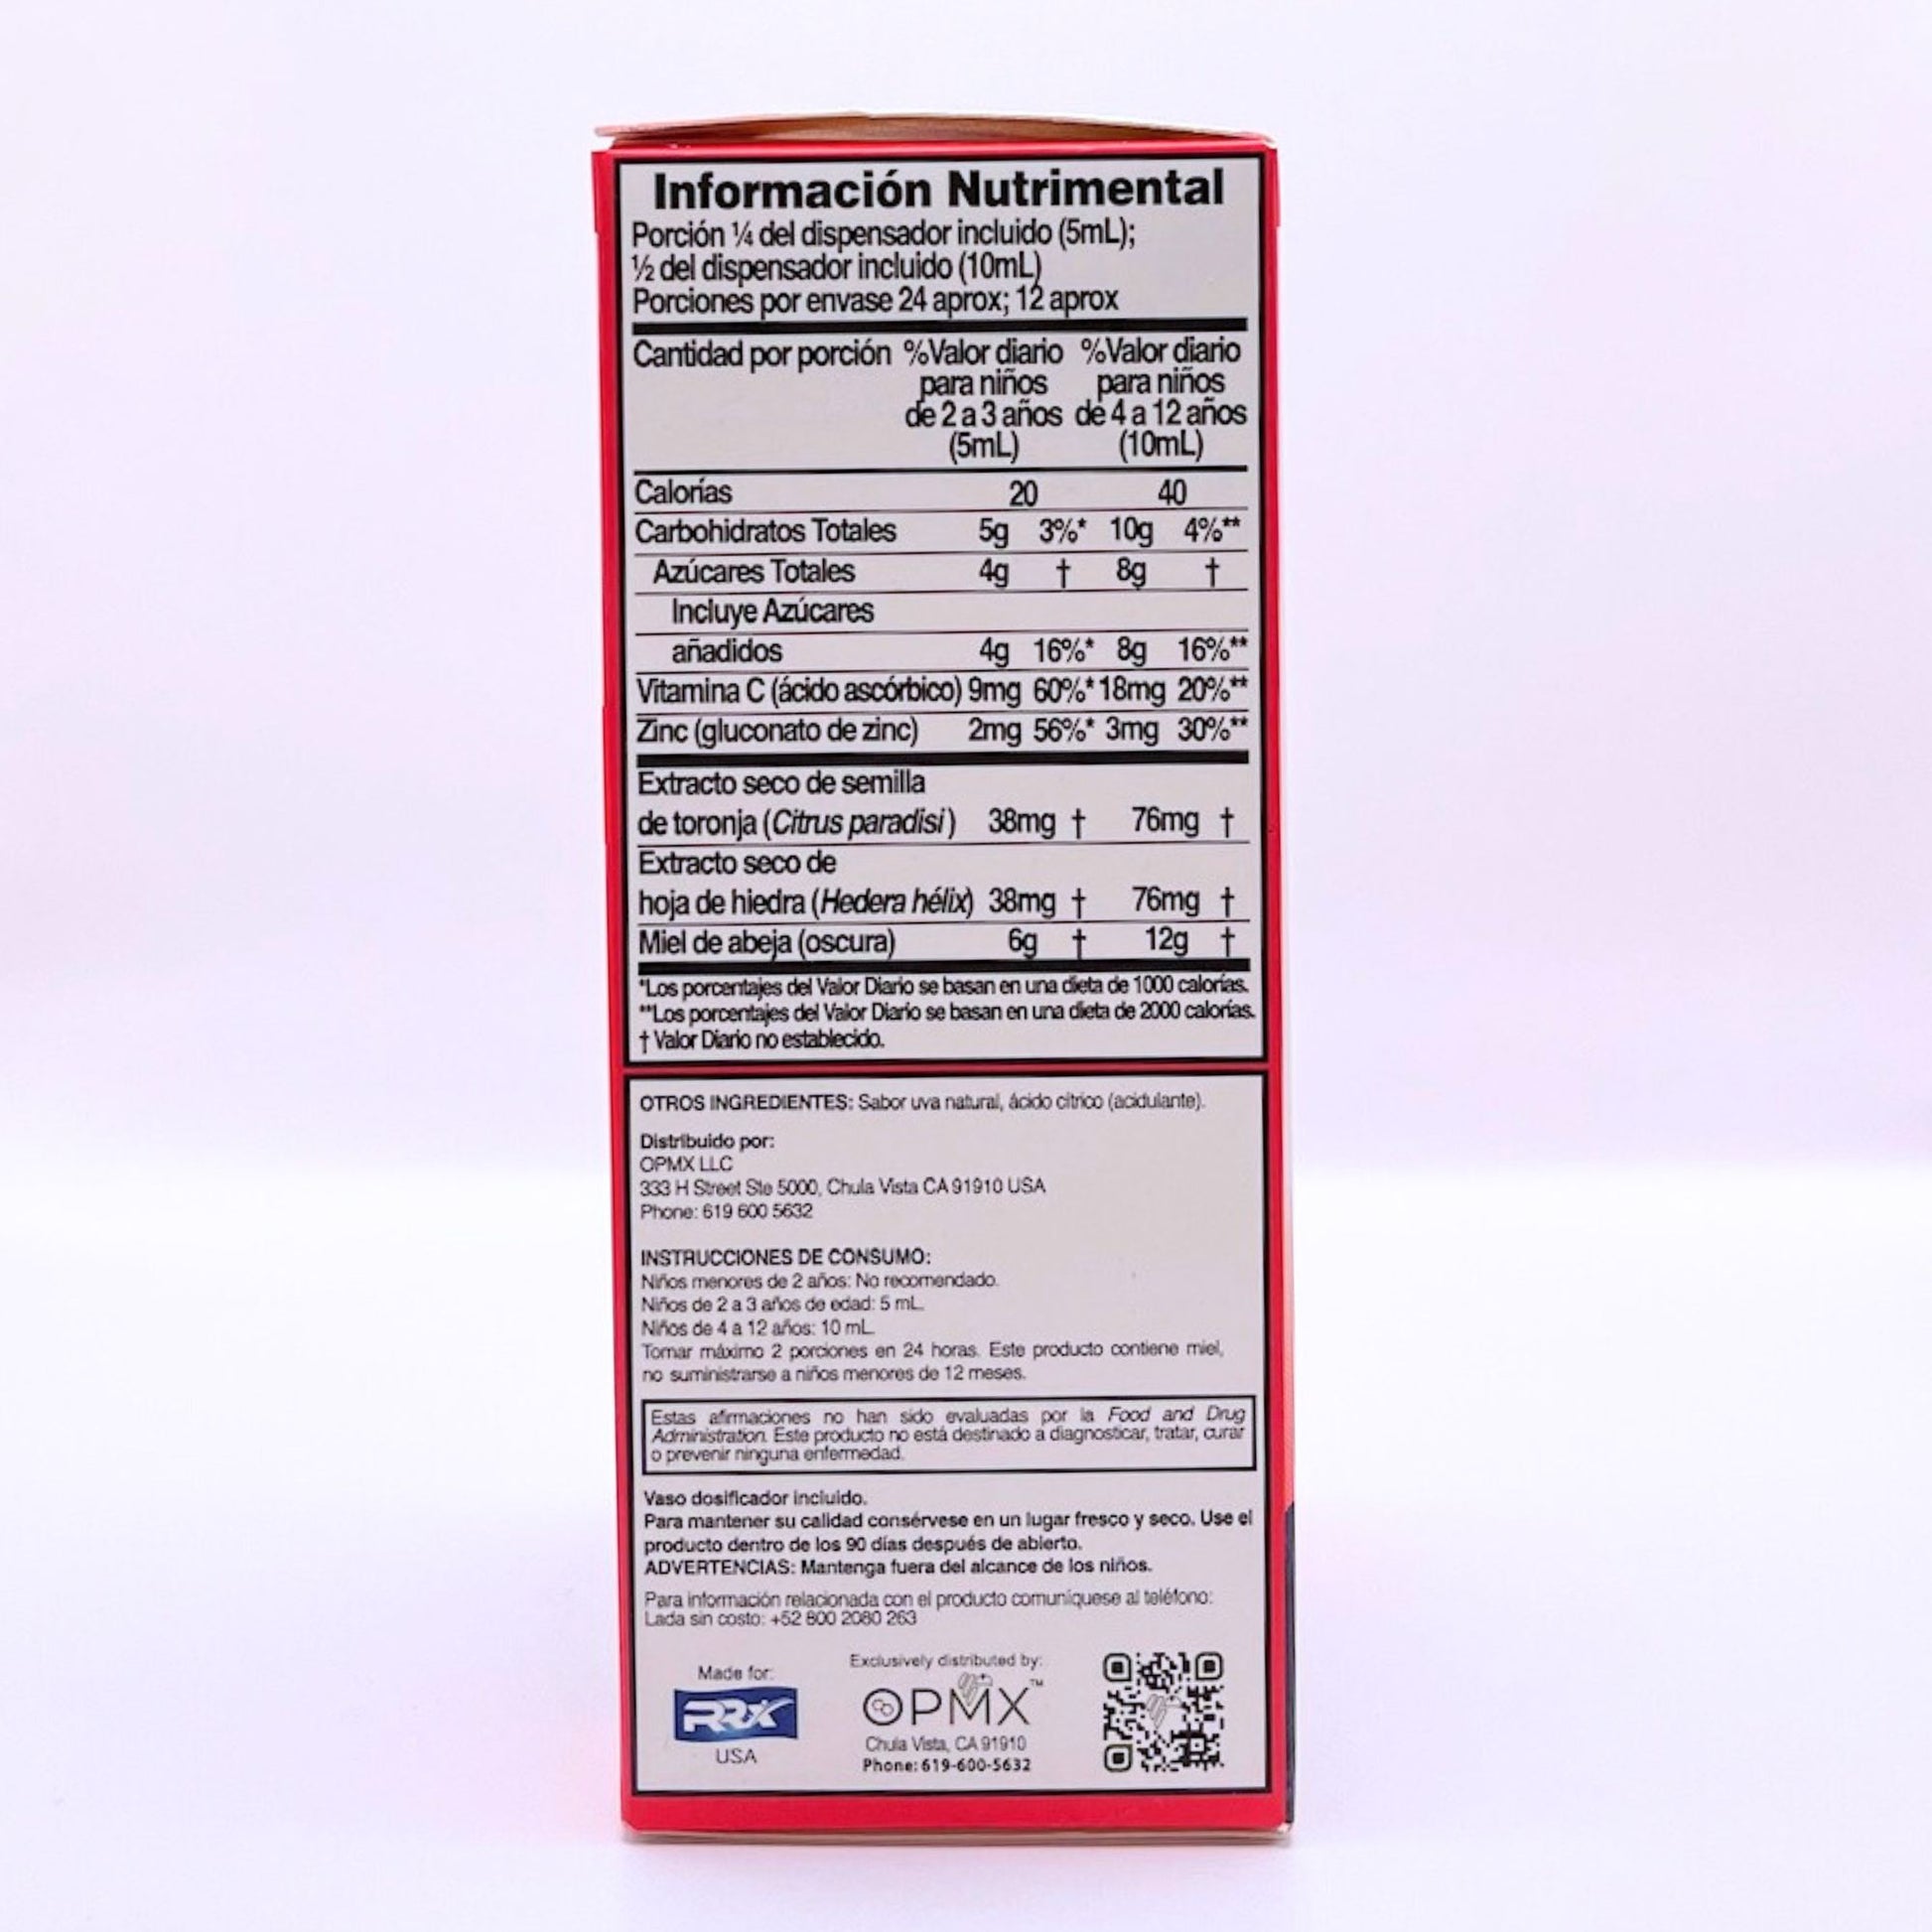 Información Nutrimental
Porción ¼ del dispensador incluido (5mL);
½ del dispensador incluido (10mL)
Porciones por envase 24 aprox; 12 aprox
Cantidad por porción %Valor diario %Valor diario
para niños para niños
de 2 a 3 años de 4 a 12 años
(5mL) (10mL)
Calorías 20 40
Carbohidratos Totales 5g 3%* 10g 4%**
Azúcares Totales 4g † 8g †
Incluye Azúcares
añadidos 4g 16%* 8g 16%**
Vitamina C (ácido ascórbico) 9mg 60%* 18mg 20%**
Zinc (gluconato de zinc) 2mg 56%* 3mg 30%**
Extracto seco de semilla
de toronja (Citrus paradisi) 38mg † 76mg †
Extracto seco de
hoja de hiedra (Hedera hélix) 38mg † 76mg †
Miel de abeja (oscura) 6g † 12g †
*Los porcentajes del Valor Diario se basan en una dieta de 1000 calorías.
**Los porcentajes del Valor Diario se basan en una dieta de 2000 calorías.
† Valor Diario no establecido.
OTROS INGREDIENTES: Sabor uva natural, ácido cítrico (acidulante).
Distribuido por:
OPMX LLC
333 H Street Ste 5000, Chula Vista CA 91910 USA
Phone: 619 600 5632
INSTRUCCIONES DE CONSUMO:
Niños menores de 2 años: No recomendado.
Niños de 2 a 3 años de edad: 5 mL.
Niños de 4 a 12 años: 10 mL.
Tomar máximo 2 porciones en 24 horas. Este producto contiene miel,
no suministrarse a niños menores de 12 meses.
Estas afirmaciones no han sido evaluadas por la Food and Drug
Administration. Este producto no está destinado a diagnosticar, tratar, curar
o prevenir ninguna enfermedad.
Vaso dosificador incluido.
Para mantener su calidad consérvese en un lugar fresco y seco. Use el
producto dentro de los 90 días después de abierto.
ADVERTENCIAS: Mantenga fuera del alcance de los niños.
Para información relacionada con el producto comuníquese al teléfono:
Lada sin costo: +52 800 2080 263
Made for:
RRX
USA
Exclusively distributed by:
OPMX™
Chula Vista, CA 91910
Phone: 619-600-5632